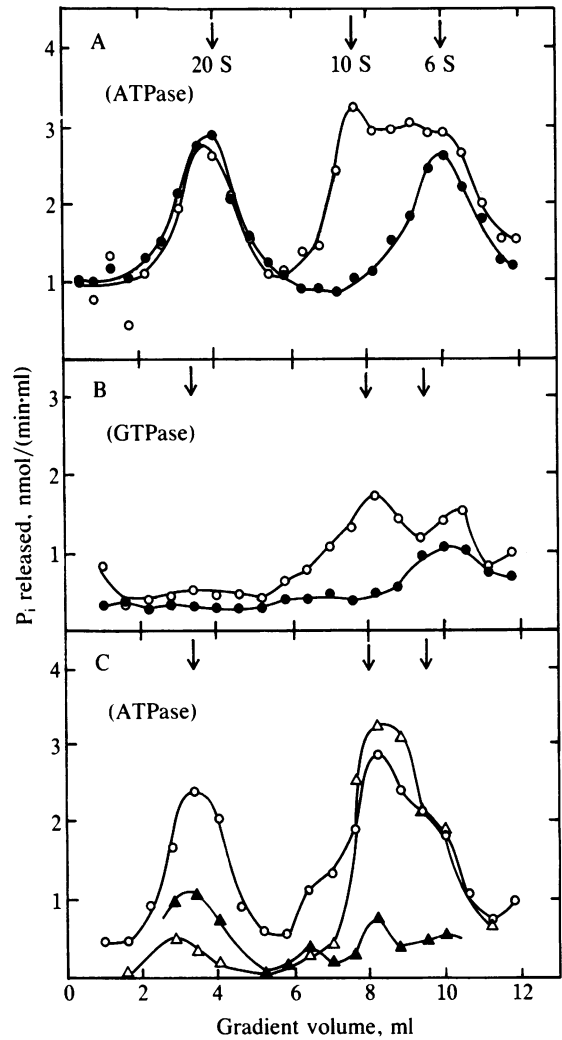 A
20 S 10 S 6 S
(ATPase)
4
3
2
1
B
(GTPase)
3
2
1
C
(ATPase)
4
3
2
1
0 2 4 6 8 10 12
Gradient volume, ml
Pi released, nmol/(min·ml)